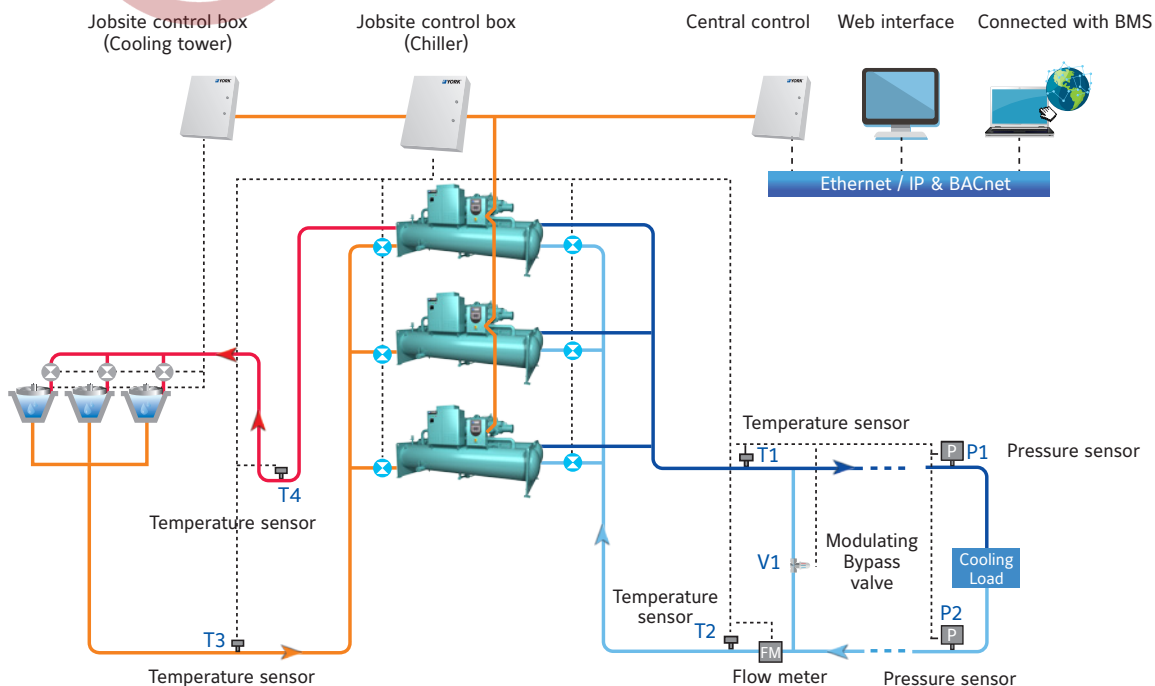 Jobsite control box
(Cooling tower)
Jobsite control box
(Chiller)
Central control
Web interface
Connected with BMS
YORK
YORK
YORK
Ethernet / IP & BACnet
T4
Temperature sensor
T3
Temperature sensor
Temperature sensor
T1
P
P1
Pressure sensor
V1
Modulating
Bypass
valve
Cooling
Load
Temperature
sensor
T2
FM
Flow meter
P2
P
Pressure sensor